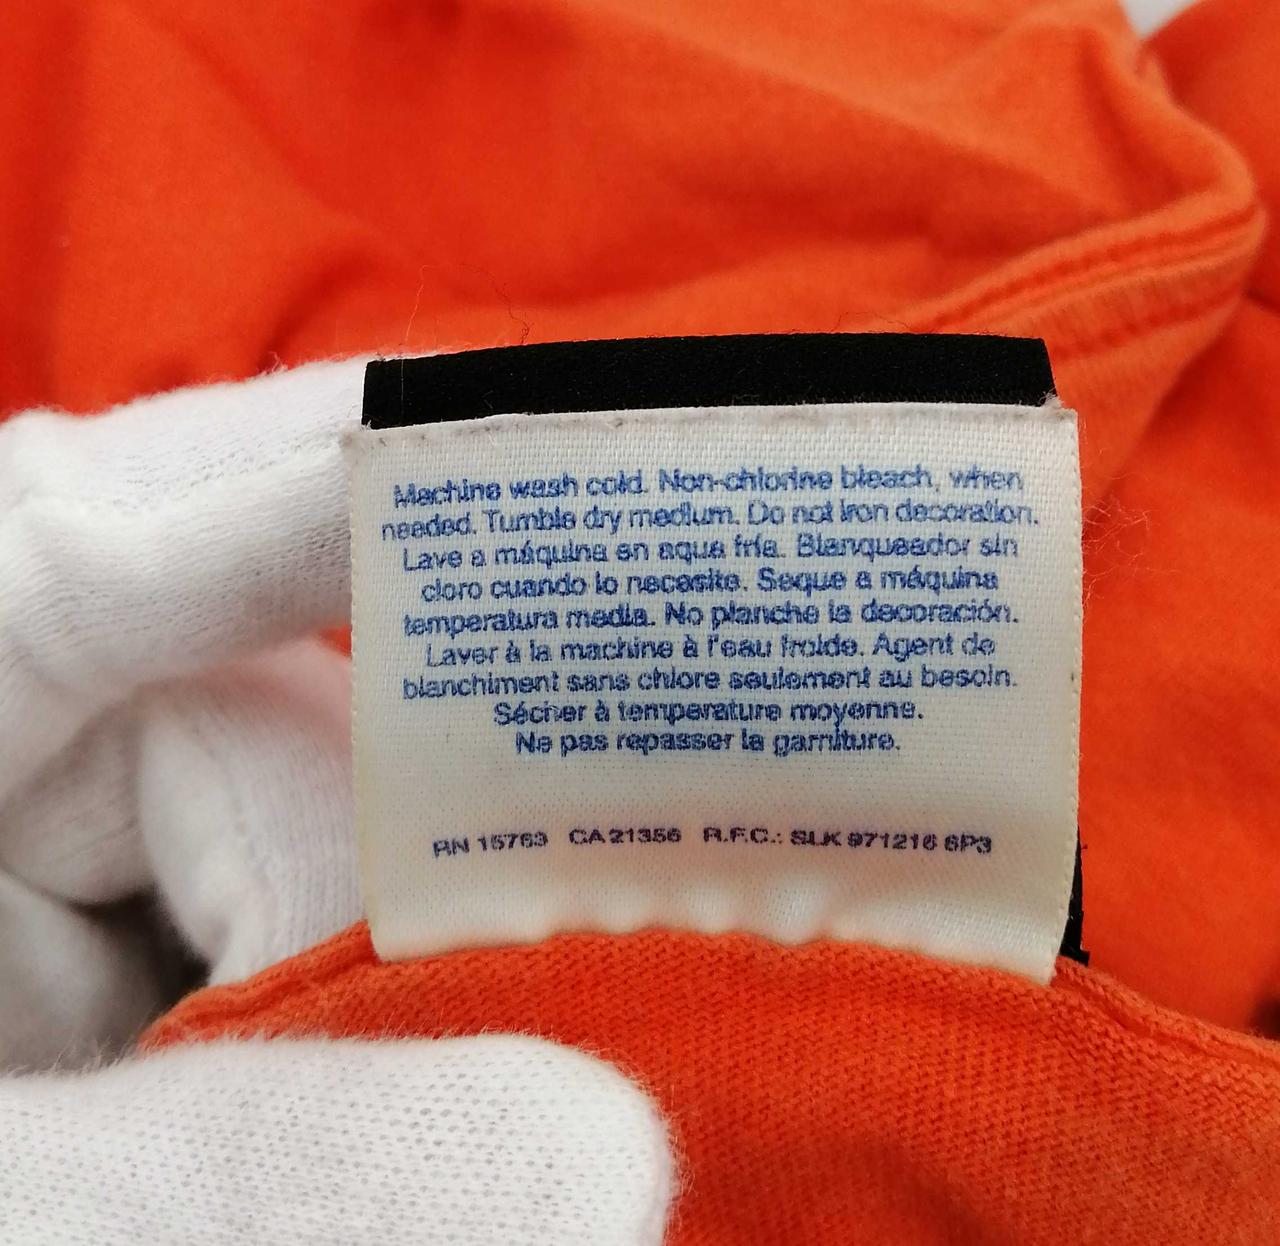 Machine wash cold. Non-chlorine bleach, when
needed. Tumble dry medium. Do not iron decoration.
Lave a máquina en aqua fría. Blanqueador sin
cloro cuando lo necesite. Seque a máquina
temperatura media. No planche la decoración.
Laver à la machine à l'eau froide. Agent de
blanchiment sans chlore seulement au besoin.
Sécher à température moyenne.
Ne pas repasser la garniture.
RN 15763 CA 21356 R.F.C.: SLK 971216 6P3